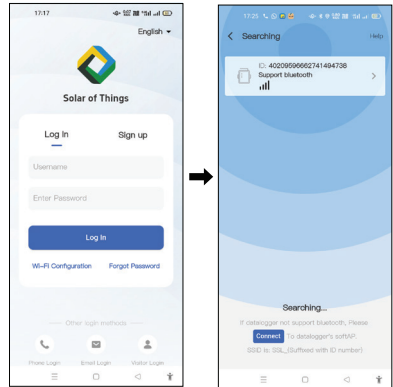 17:17
English
Solar of Things
Log In
Sign up
Username
Enter Password
Log In
Wi-Fi Configuration
Forgot Password
Other login methods
Phone Login
Email Login
Visitor Login
17:25
Searching
Help
ID: 40209596662741494738
Support bluetooth
Searching...
If datalogger not support bluetooth, Please
Connect To datalogger's softAP.
SSID is: SSL_(Suffixed with ID number)